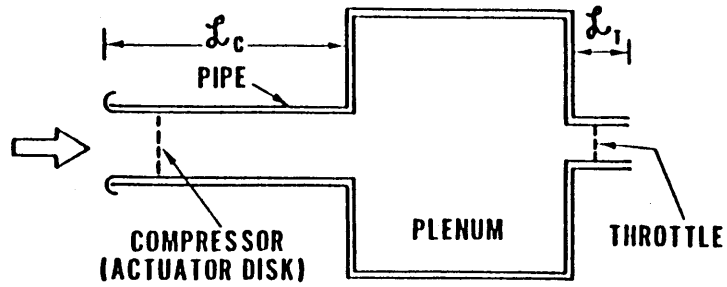 ℒC
ℒT
PIPE
COMPRESSOR
(ACTUATOR DISK)
PLENUM
THROTTLE